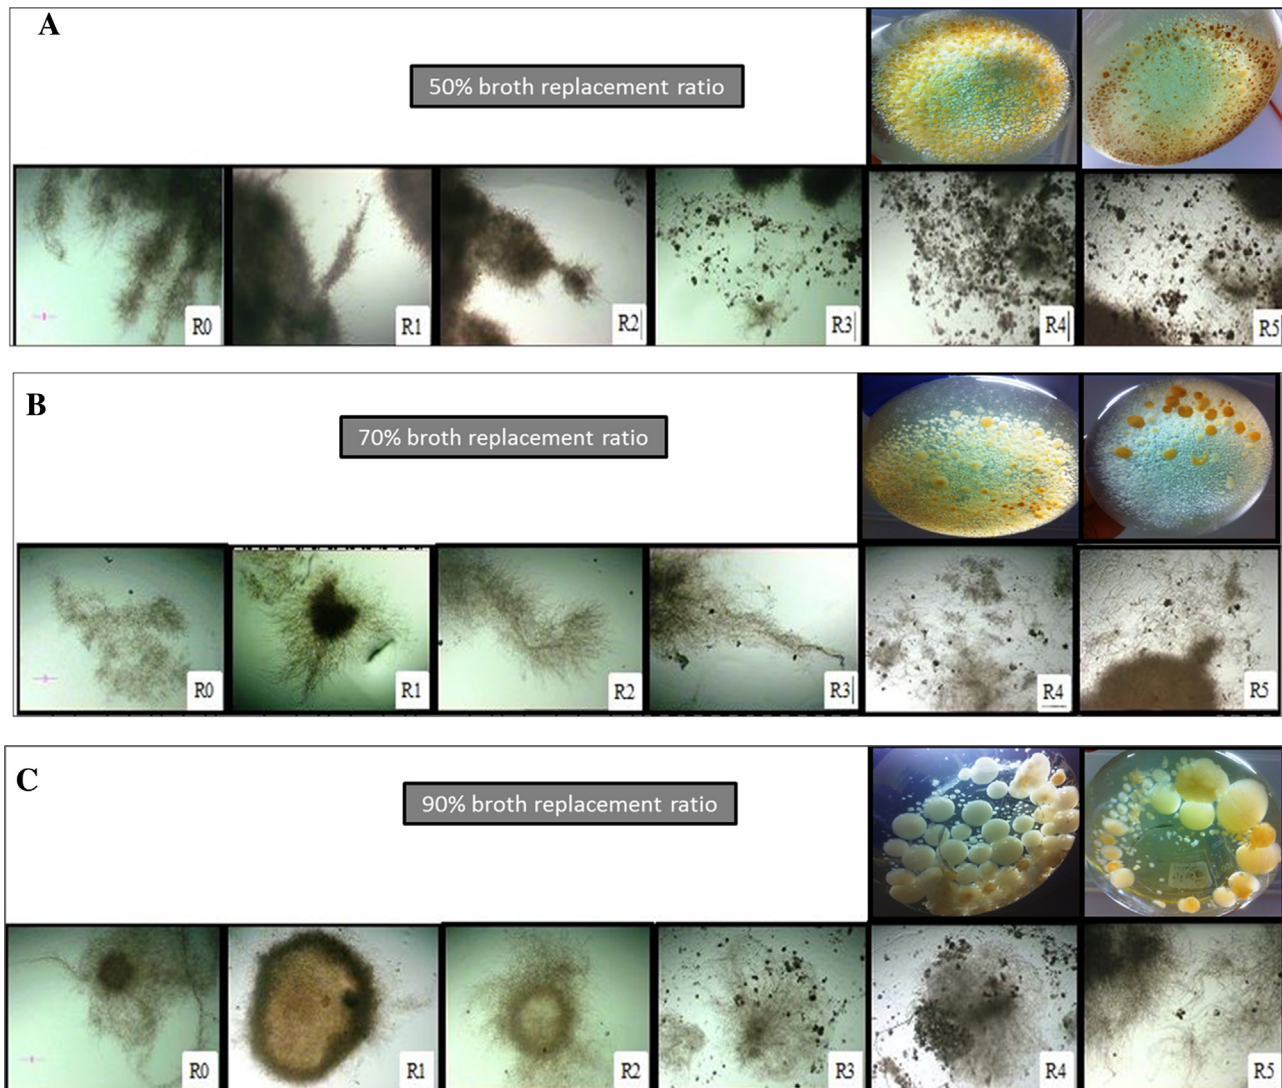 A
50% broth replacement ratio
R0
R1
R2
R3
R4
R5
B
70% broth replacement ratio
R0
R1
R2
R3
R4
R5
C
90% broth replacement ratio
R0
R1
R2
R3
R4
R5